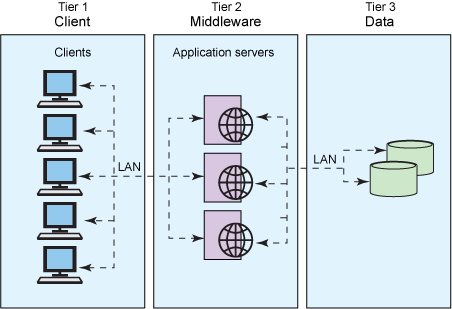 Tier 1
Client
Tier 2
Middleware
Tier 3
Data
Clients
Application servers
LAN
LAN